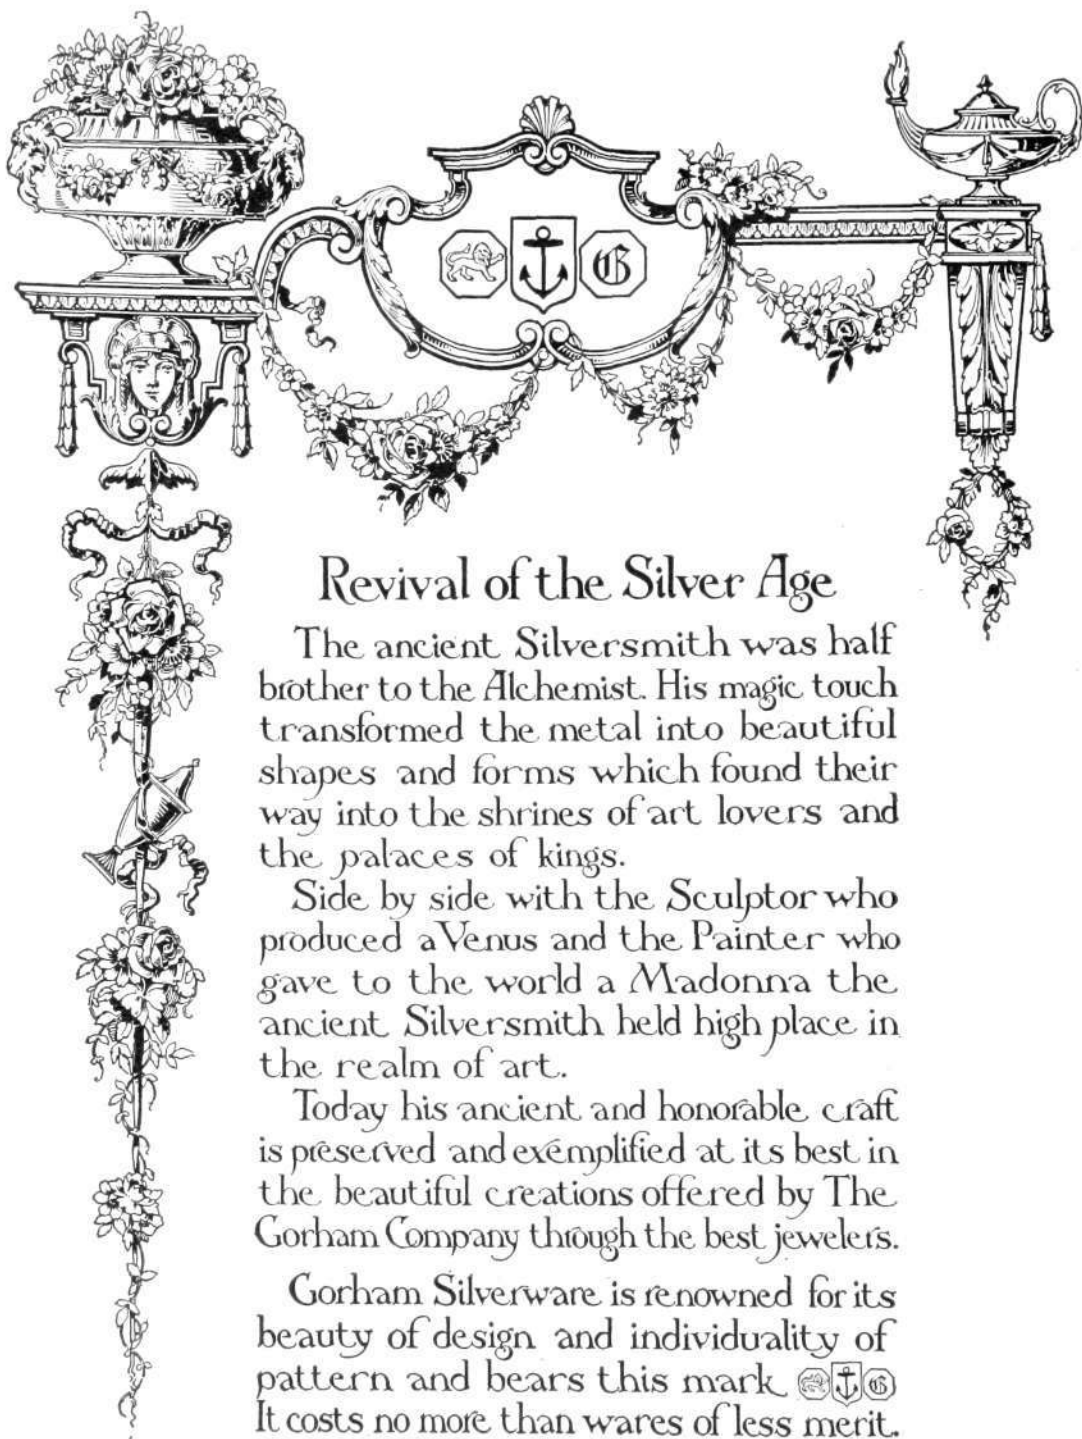 G
Revival of the Silver Age
The ancient Silversmith was half
brother to the Alchemist. His magic touch
transformed the metal into beautiful
shapes and forms which found their
way into the shrines of art lovers and
the palaces of kings.
Side by side with the Sculptor who
produced a Venus and the Painter who
gave to the world a Madonna the
ancient Silversmith held high place in
the realm of art.
Today his ancient and honorable craft
is preserved and exemplified at its best in
the beautiful creations offered by The
Gorham Company through the best jewelers.
Gorham Silverware is renowned for its
beauty of design and individuality of
pattern and bears this mark G
It costs no more than wares of less merit.